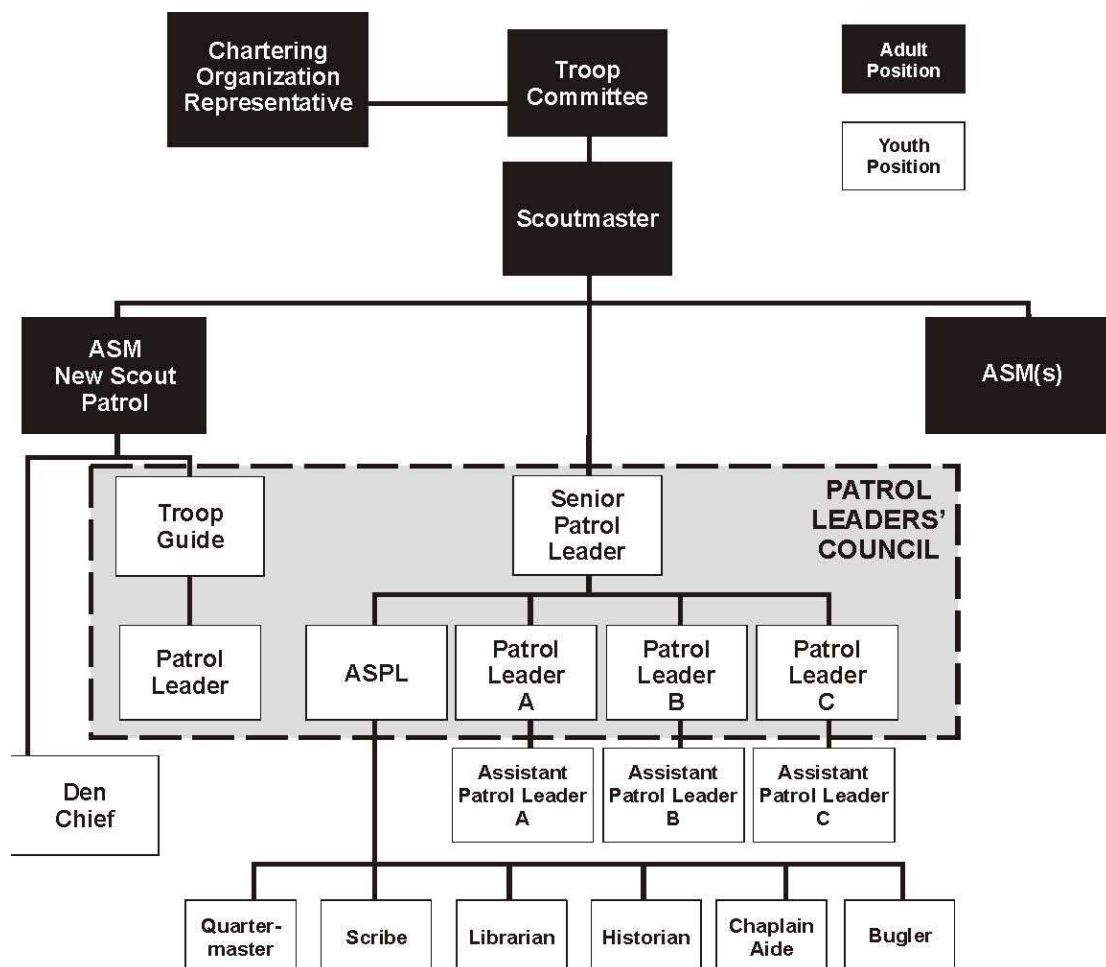 Chartering
Organization
Representative
Troop
Committee
Adult
Position
Youth
Position
Scoutmaster
ASM
New Scout
Patrol
ASM(s)
PATROL
LEADERS’
COUNCIL
Troop
Guide
Senior
Patrol
Leader
Patrol
Leader
ASPL
Patrol
Leader
A
Patrol
Leader
B
Patrol
Leader
C
Den
Chief
Assistant
Patrol Leader
A
Assistant
Patrol Leader
B
Assistant
Patrol Leader
C
Quarter-
master
Scribe
Librarian
Historian
Chaplain
Aide
Bugler